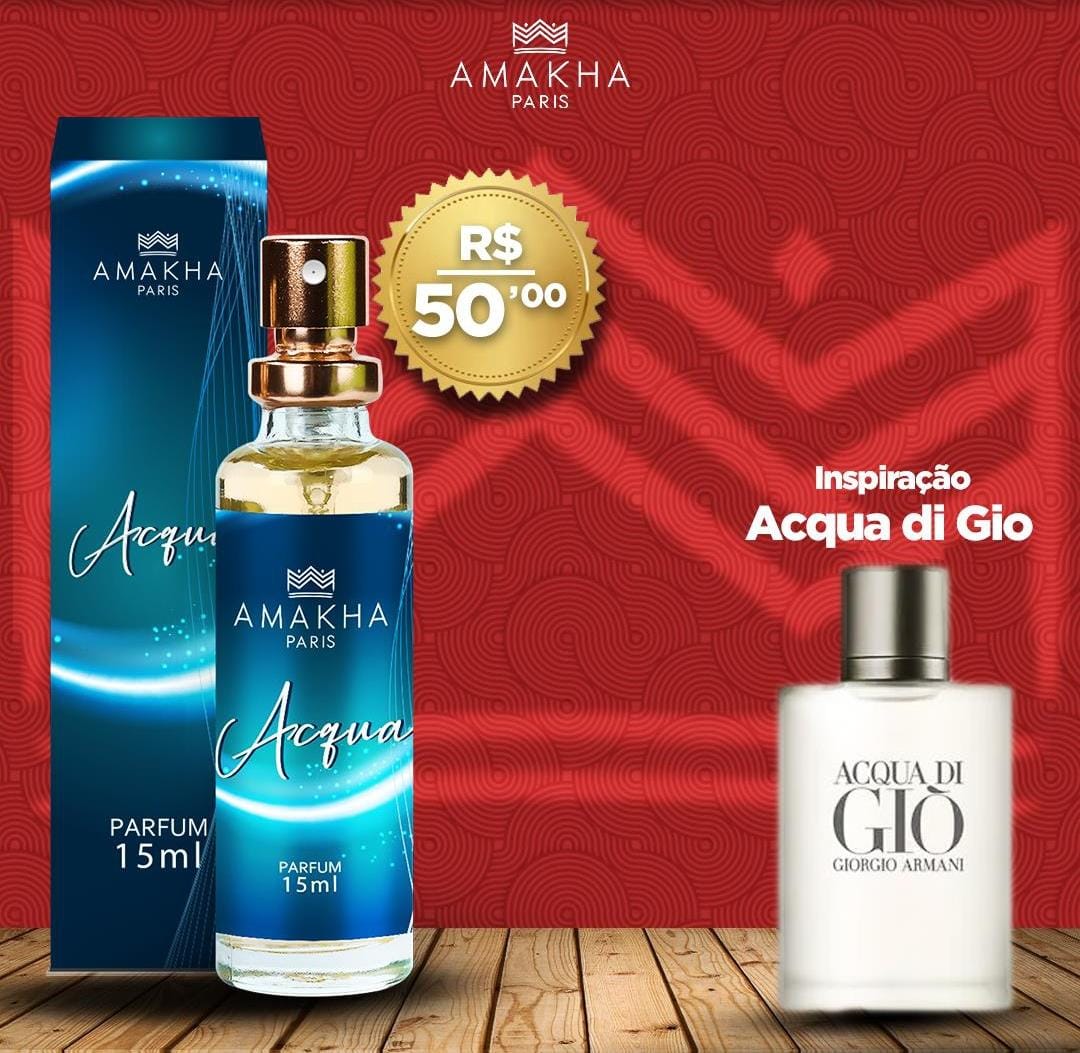 AMAKHA
PARIS
AMAKHA
PARIS
R$
50,00
Acqua
Inspiração
Acqua di Gio
AMAKHA
PARIS
Acqua
PARFUM
15ml
PARFUM
15ml
ACQUA DI
GIÒ
GIORGIO ARMANI